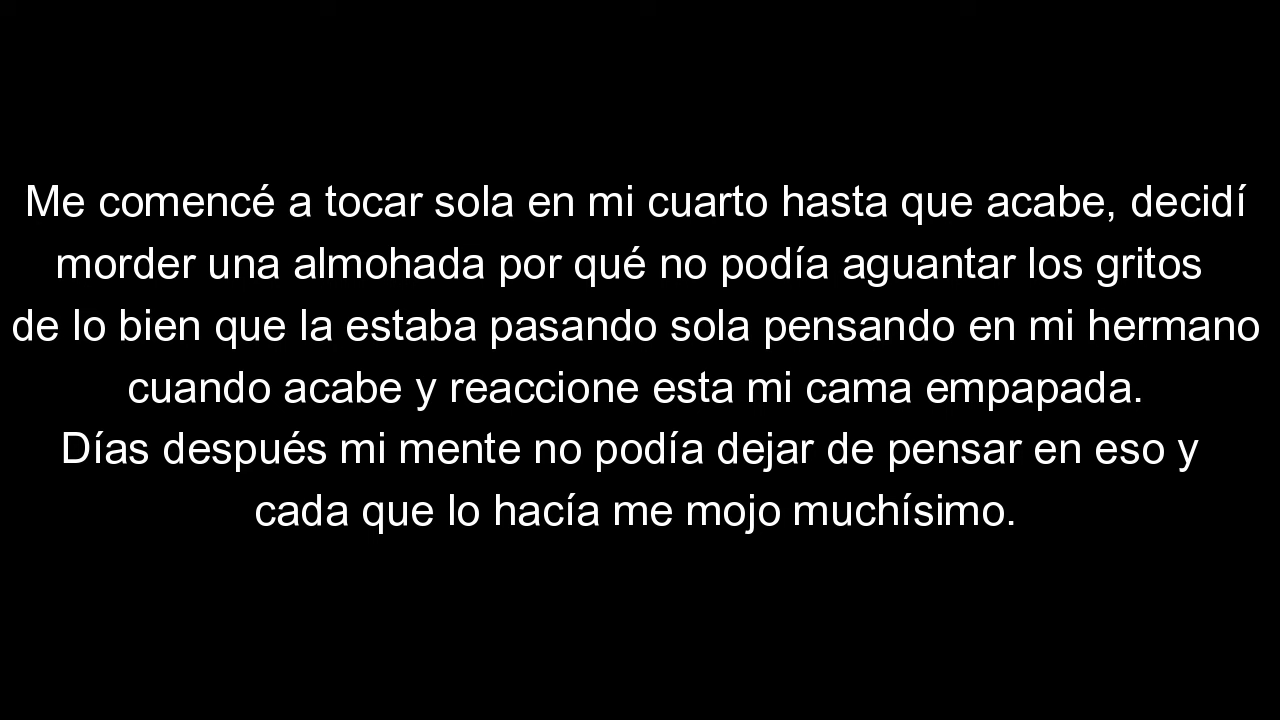 Me comencé a tocar sola en mi cuarto hasta que acabe, decidí
morder una almohada por qué no podía aguantar los gritos
de lo bien que la estaba pasando sola pensando en mi hermano
cuando acabe y reaccione esta mi cama empapada.
Días después mi mente no podía dejar de pensar en eso y
cada que lo hacía me mojo muchísimo.